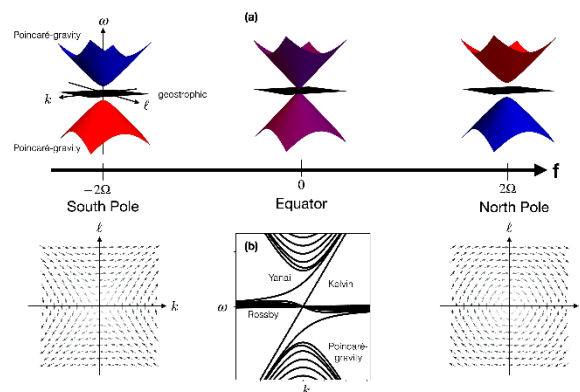 (a)
ω
Poincaré-gravity
k
ℓ
geostrophic
Poincaré-gravity
−2Ω
0
2Ω
f
South Pole
Equator
North Pole
ℓ
k
(b)
Yanai
Kelvin
ω
Rossby
Poincaré-
gravity
k
ℓ
k